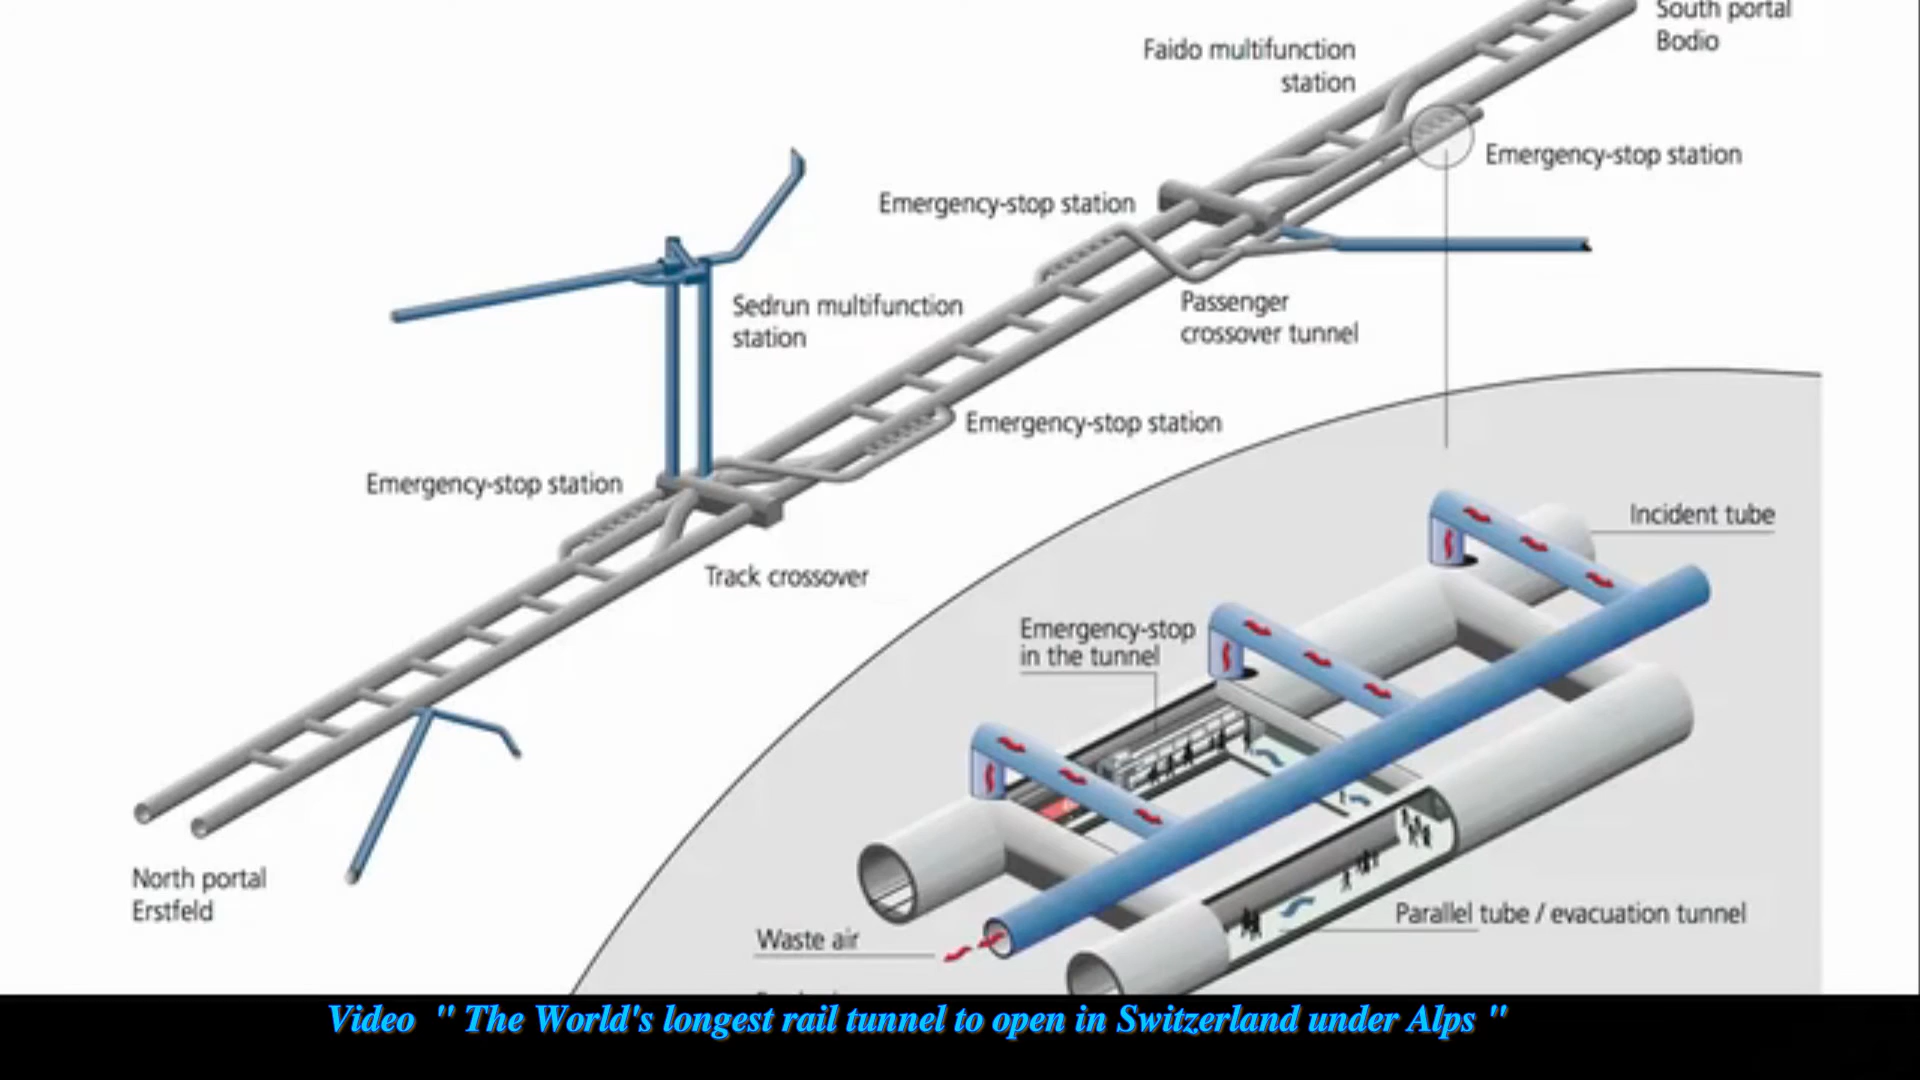 South portal
Bodio
Faido multifunction
station
Emergency-stop station
Emergency-stop station
Sedrun multifunction
station
Passenger
crossover tunnel
Emergency-stop station
Emergency-stop station
Track crossover
Incident tube
Emergency-stop
in the tunnel
North portal
Erstfeld
Parallel tube / evacuation tunnel
Waste air
Video " The World's longest rail tunnel to open in Switzerland under Alps "